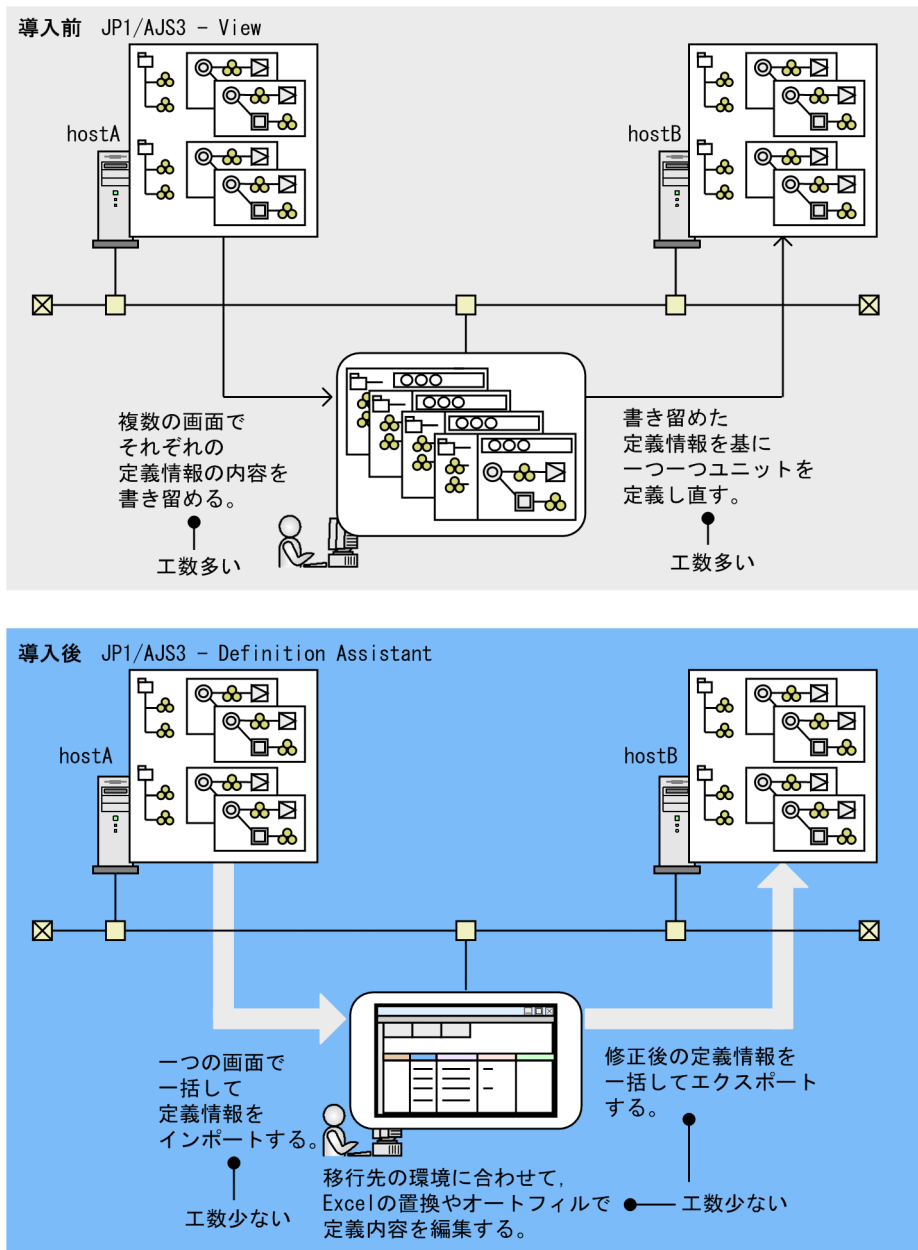 導入前 JP1/AJS3 - View
hostA
hostB
複数の画面で
それぞれの
定義情報の内容を
書き留める。
工数多い
書き留めた
定義情報を基に
一つ一つユニットを
定義し直す。
工数多い
導入後 JP1/AJS3 - Definition Assistant
hostA
hostB
一つの画面で
一括して
定義情報を
インポートする。
工数少ない
修正後の定義情報を
一括してエクスポート
する。
移行先の環境に合わせて,
Excelの置換やオートフィルで
定義内容を編集する。
工数少ない